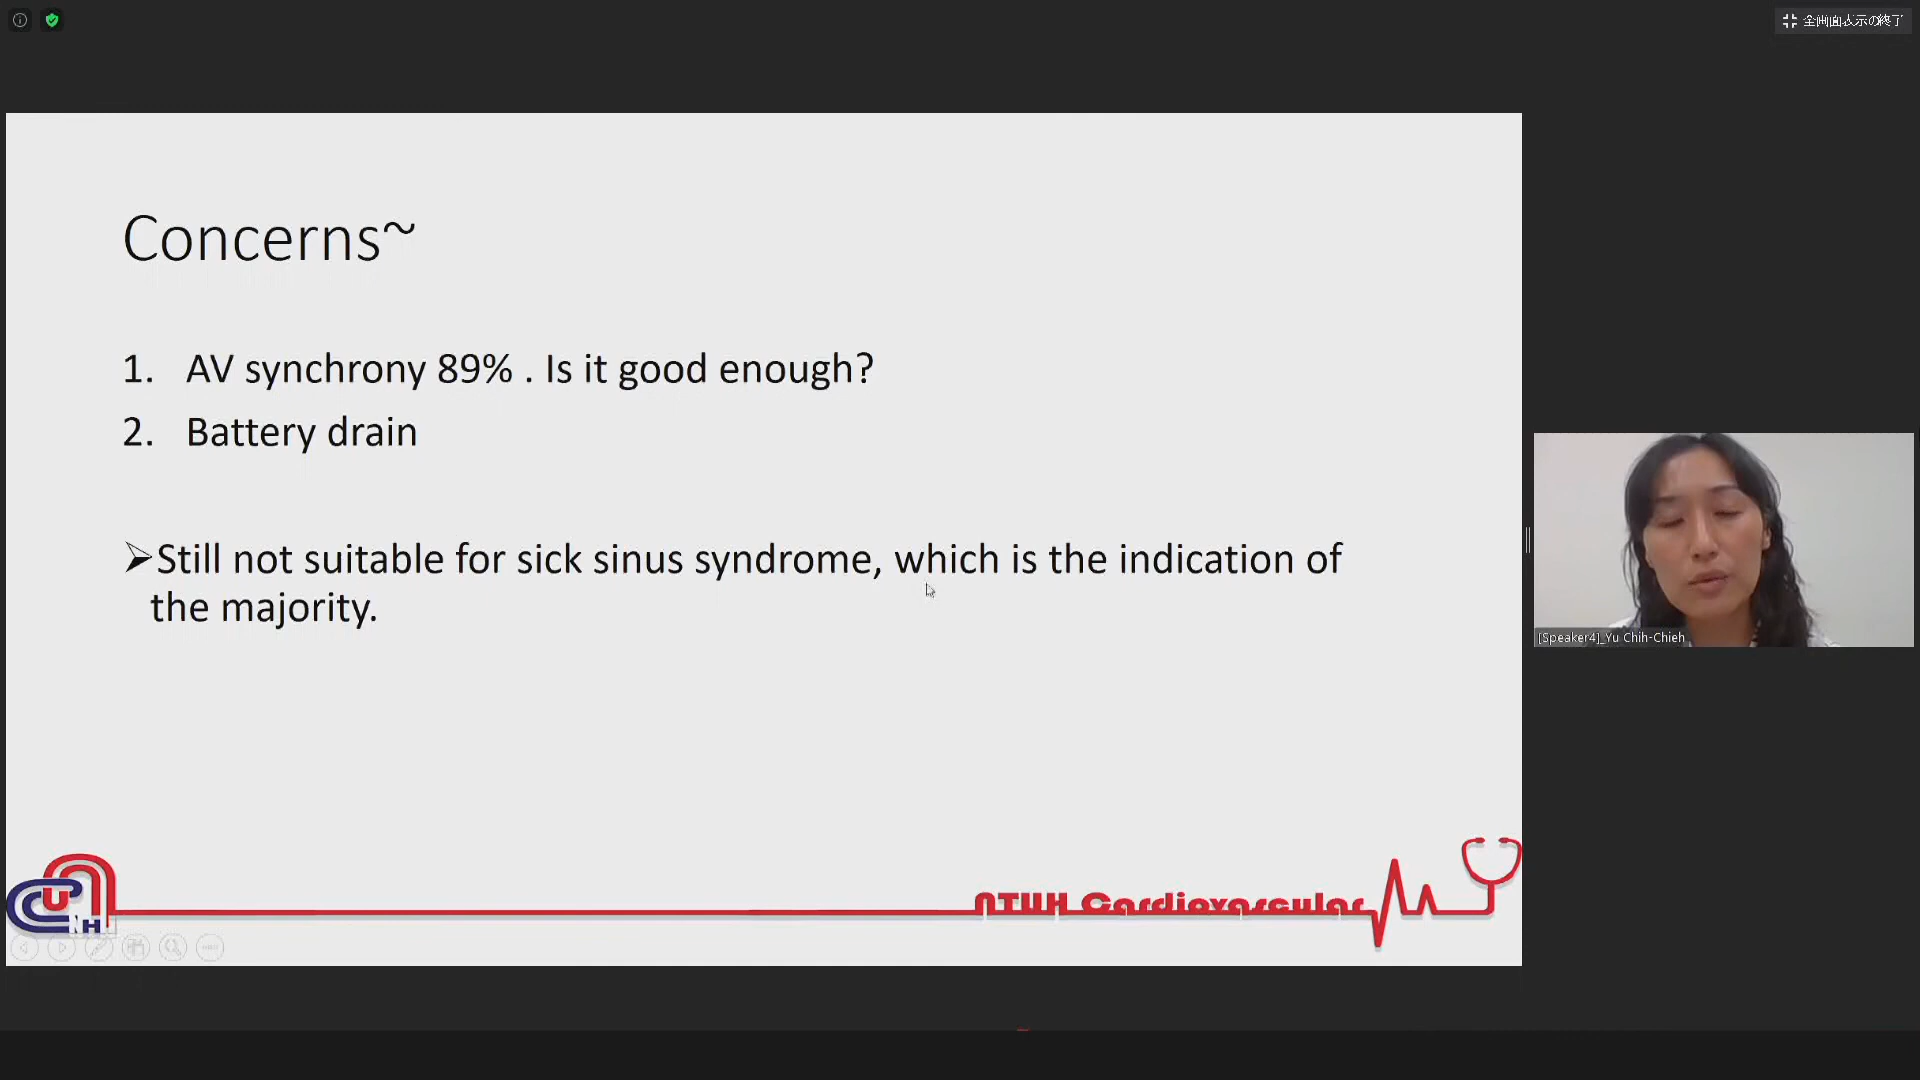 全画面表示の終了
Concerns~
1. AV synchrony 89% . Is it good enough?
2. Battery drain
➢Still not suitable for sick sinus syndrome, which is the indication of
the majority.
[Speaker4]_Yu Chih-Chieh
NTUH Cardiovascular
NH